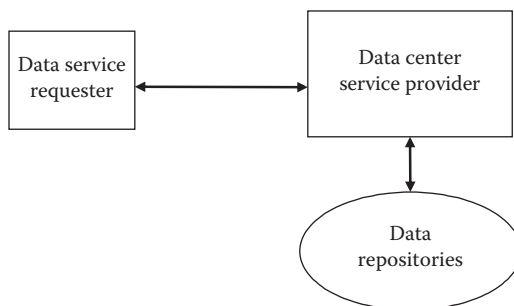 Data service
requester
Data center
service provider
Data
repositories